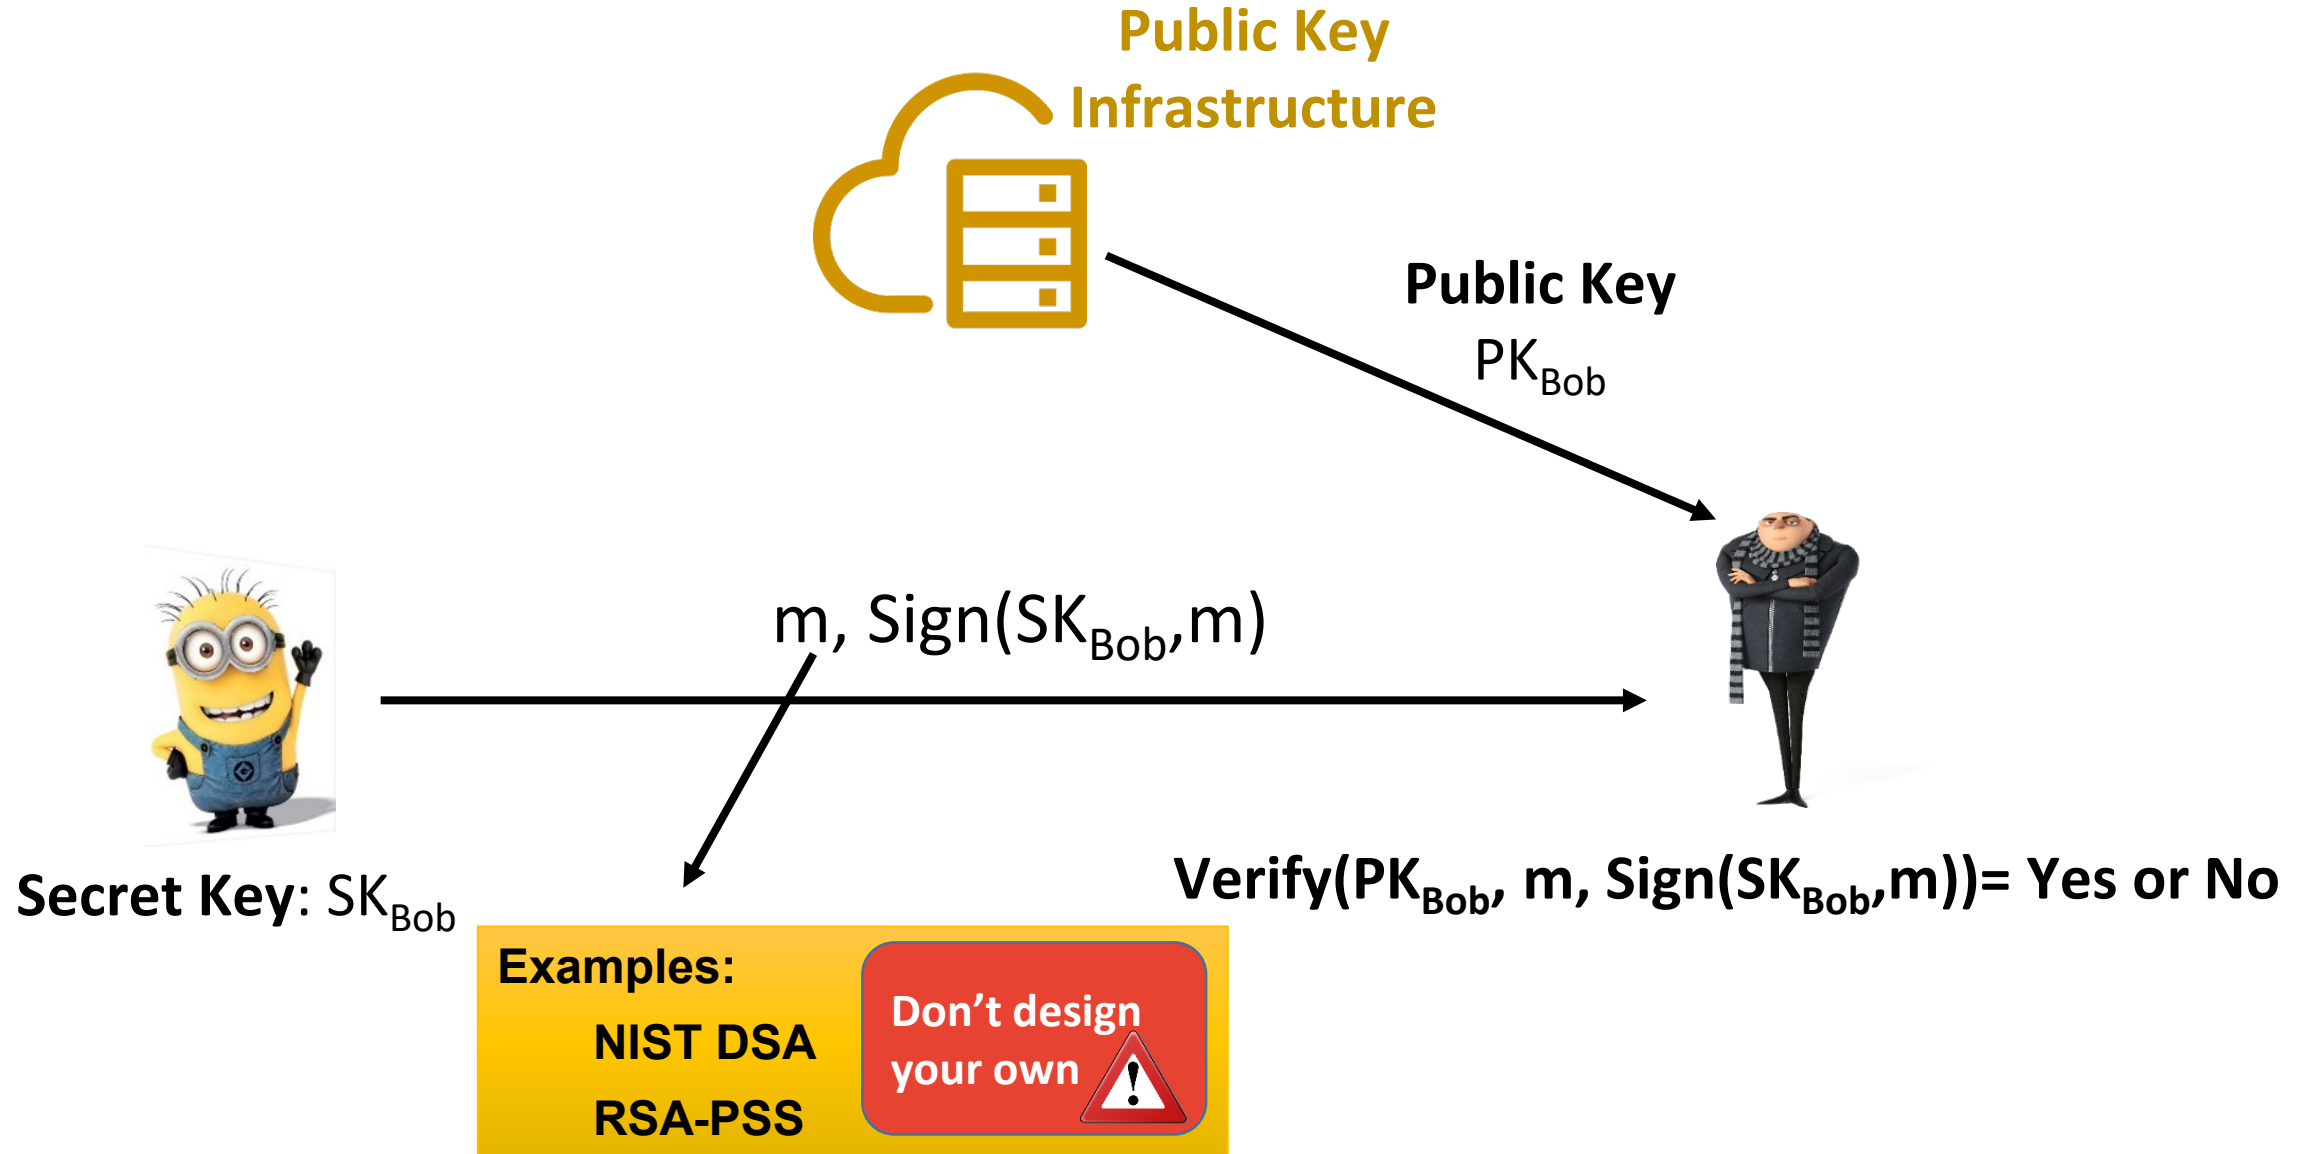 Public Key
Infrastructure
Public Key
PK_Bob
m, Sign(SK_Bob,m)
Secret Key: SK_Bob
Verify(PK_Bob, m, Sign(SK_Bob,m))= Yes or No
Examples:
NIST DSA
RSA-PSS
Don’t design
your own
!